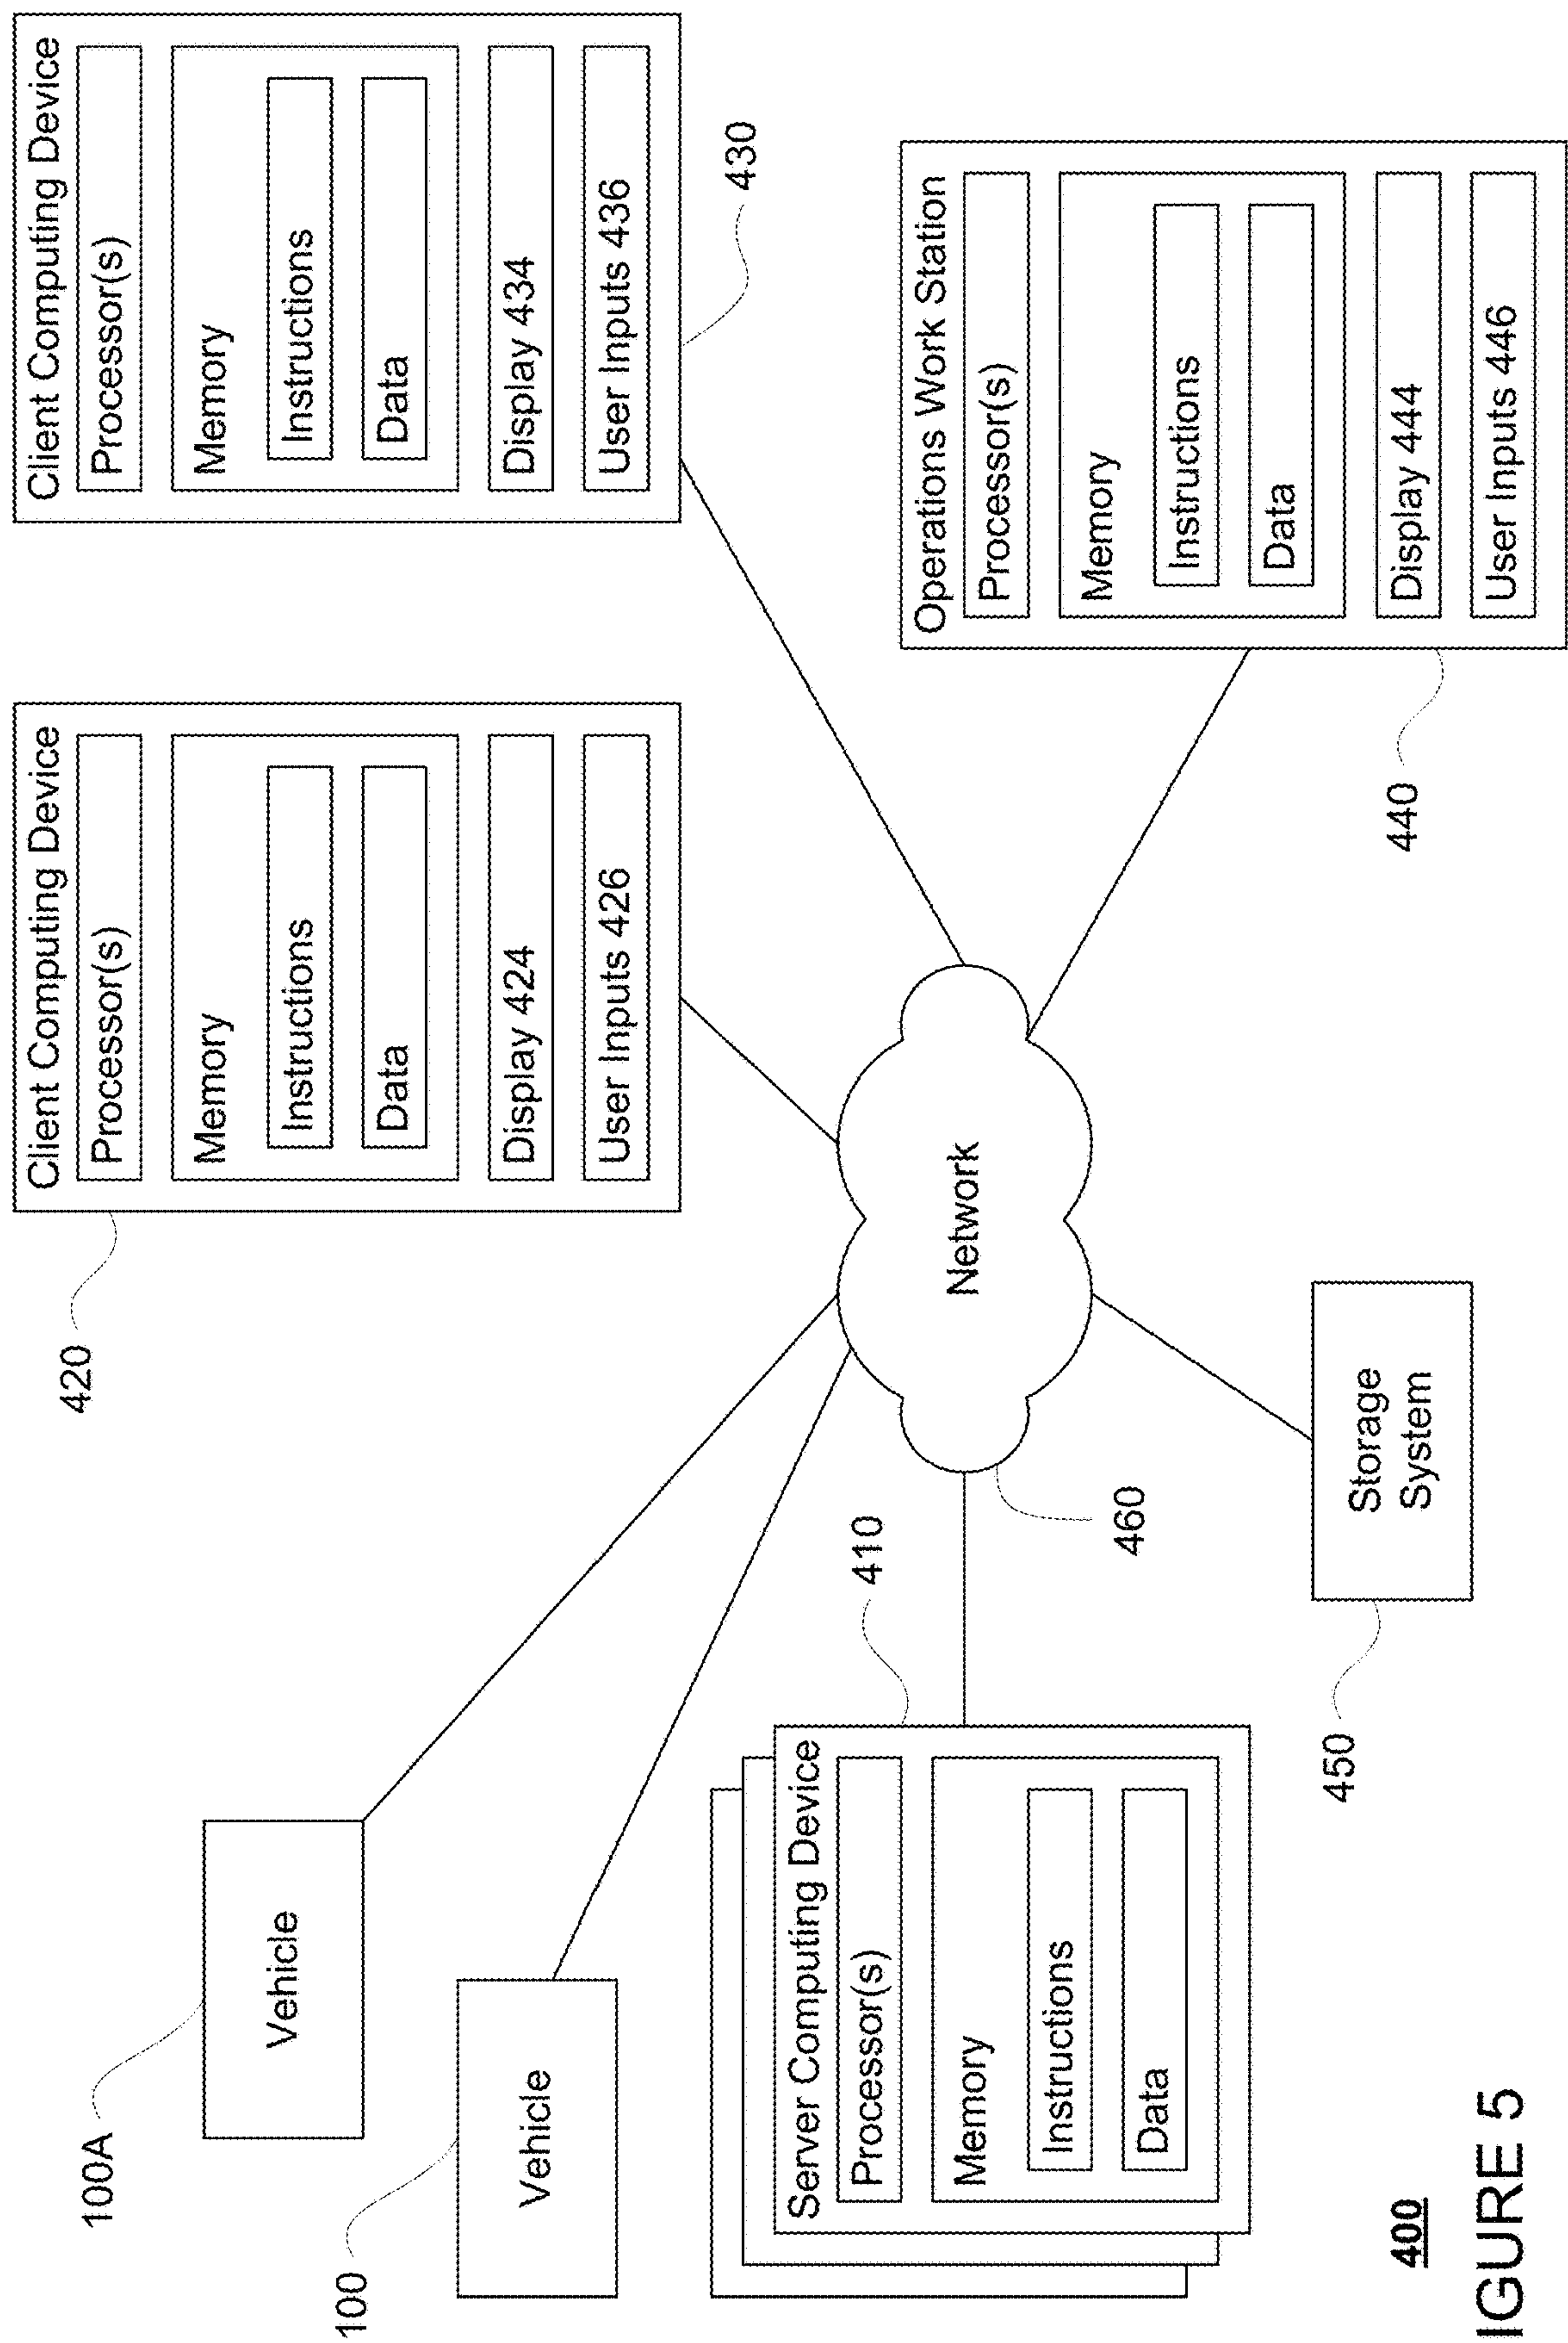 100A
Vehicle
100
Vehicle
420
Client Computing Device
Processor(s)
Memory
Instructions
Data
Display 424
User Inputs 426
Client Computing Device
Processor(s)
Memory
Instructions
Data
Display 434
User Inputs 436
430
Server Computing Device
Processor(s)
Memory
Instructions
Data
410
Network
460
Operations Work Station
Processor(s)
Memory
Instructions
Data
Display 444
User Inputs 446
440
Storage
System
450
400
IGURE 5